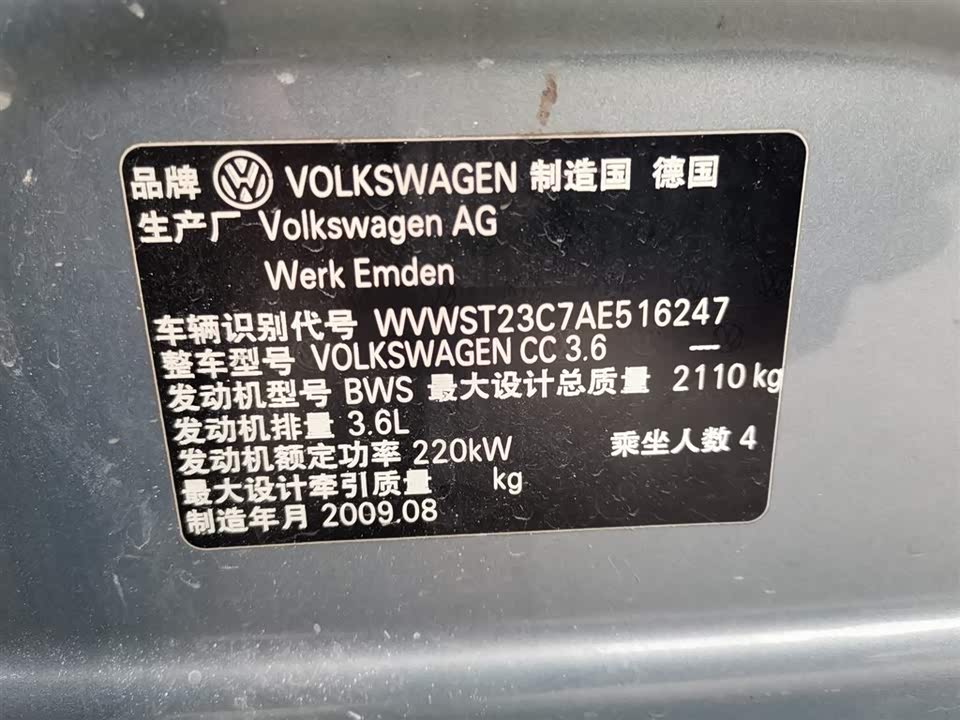 品牌 VOLKSWAGEN 制造国 德国
生产厂 Volkswagen AG
Werk Emden
车辆识别代号 WVWST23C7AE516247
整车型号 VOLKSWAGEN CC 3.6 —
发动机型号 BWS 最大设计总质量 2110 kg
发动机排量 3.6L
发动机额定功率 220kW 乘坐人数 4
最大设计牵引质量 kg
制造年月 2009.08